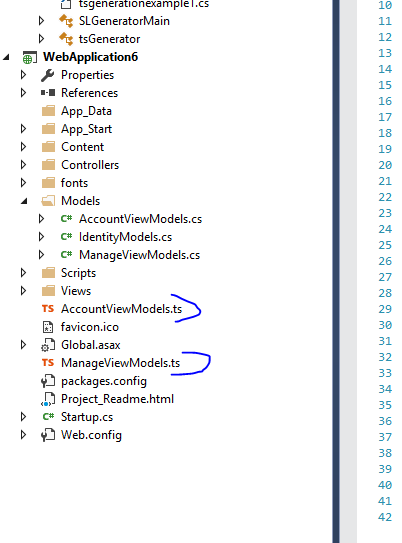 tsgenerationexample1.cs
SLGeneratorMain
tsGenerator
WebApplication6
Properties
References
App_Data
App_Start
Content
Controllers
fonts
Models
C# AccountViewModels.cs
C# IdentityModels.cs
C# ManageViewModels.cs
Scripts
Views
TS AccountViewModels.ts
favicon.ico
Global.asax
TS ManageViewModels.ts
packages.config
Project_Readme.html
C# Startup.cs
Web.config
10
11
12
13
14
15
16
17
18
19
20
21
22
23
24
25
26
27
28
29
30
31
32
33
34
35
36
37
38
39
40
41
42